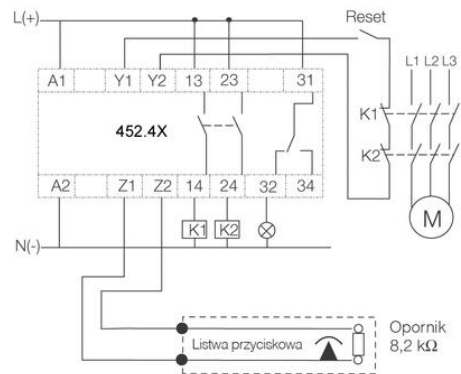 L(+)
Reset
L1 L2 L3
A1 Y1 Y2 13 23 31
K1
452.4X
K2
A2 Z1 Z2 14 24 32 34
M
K1 K2
N(-)
Listwa przyciskowa
Opornik
8,2 kΩ